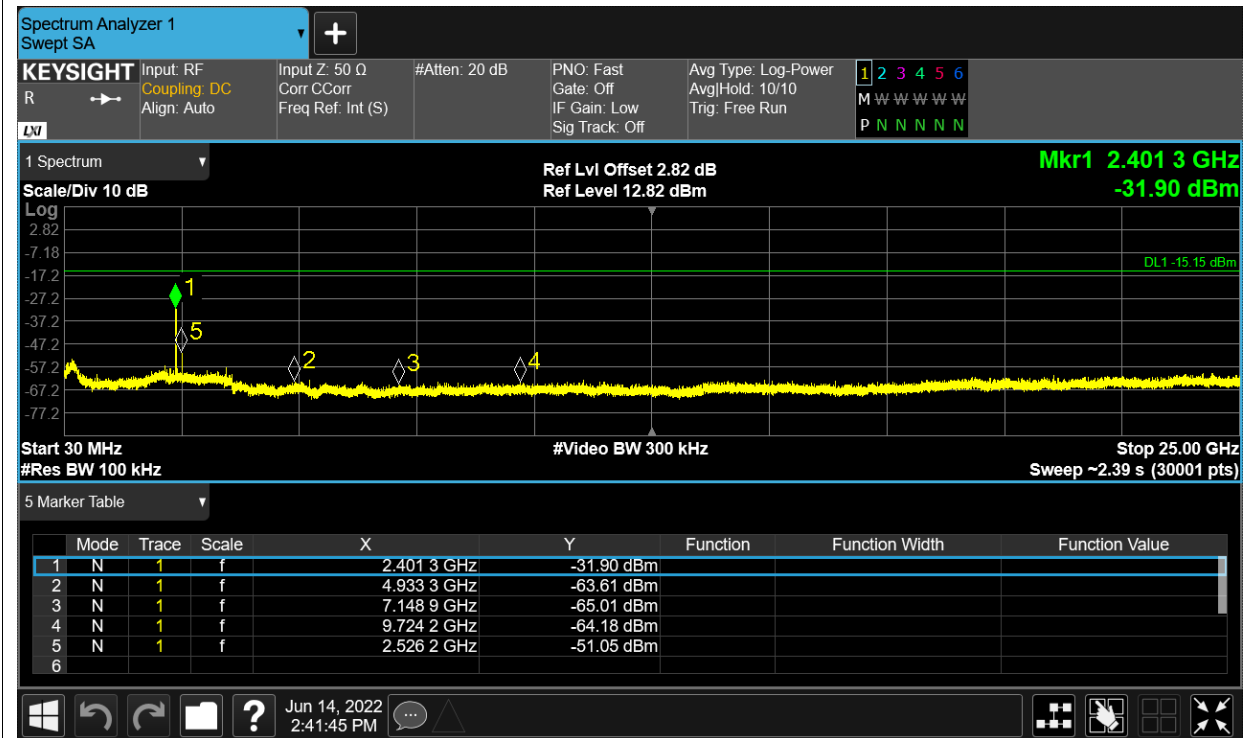 Spectrum Analyzer 1
Swept SA
KEYSIGHT
R
LXI
Input: RF
Coupling: DC
Align: Auto
Input Z: 50 Ω
Corr CCorr
Freq Ref: Int (S)
#Atten: 20 dB
PNO: Fast
Gate: Off
IF Gain: Low
Sig Track: Off
Avg Type: Log-Power
Avg|Hold: 10/10
Trig: Free Run
1 2 3 4 5 6
M W W W W W
P N N N N N
1 Spectrum
Scale/Div 10 dB
Ref Lvl Offset 2.82 dB
Ref Level 12.82 dBm
Mkr1 2.401 3 GHz
-31.90 dBm
Log
2.82
-7.18
-17.2
-27.2
-37.2
-47.2
-57.2
-67.2
-77.2
DL1 -15.15 dBm
1
5
2
3
4
Start 30 MHz
#Video BW 300 kHz
Stop 25.00 GHz
#Res BW 100 kHz
Sweep ~2.39 s (30001 pts)
5 Marker Table
Mode Trace Scale X Y Function Function Width Function Value
1 N 1 f 2.401 3 GHz -31.90 dBm
2 N 1 f 4.933 3 GHz -63.61 dBm
3 N 1 f 7.148 9 GHz -65.01 dBm
4 N 1 f 9.724 2 GHz -64.18 dBm
5 N 1 f 2.526 2 GHz -51.05 dBm
6
?
Jun 14, 2022
2:41:45 PM